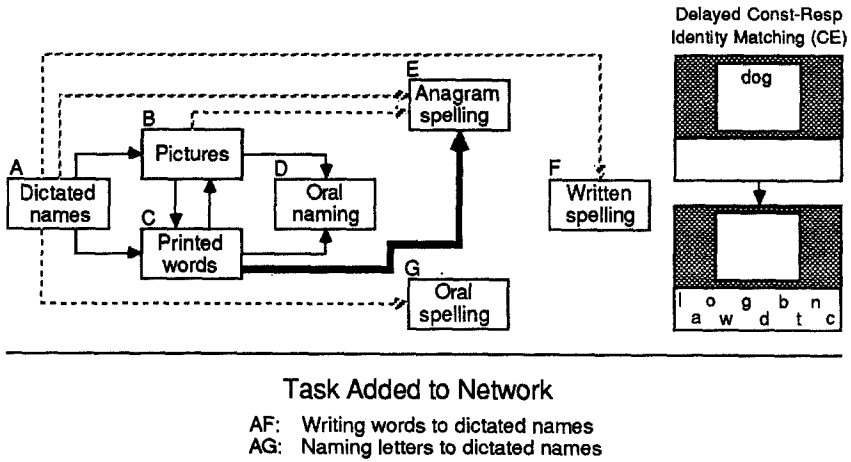 Delayed Const-Resp
Identity Matching (CE)
dog
E
Anagram
spelling
B
Pictures
D
Oral
naming
A
Dictated
names
F
Written
spelling
C
Printed
words
G
Oral
spelling
l o g b n
a w d t c
Task Added to Network
AF: Writing words to dictated names
AG: Naming letters to dictated names